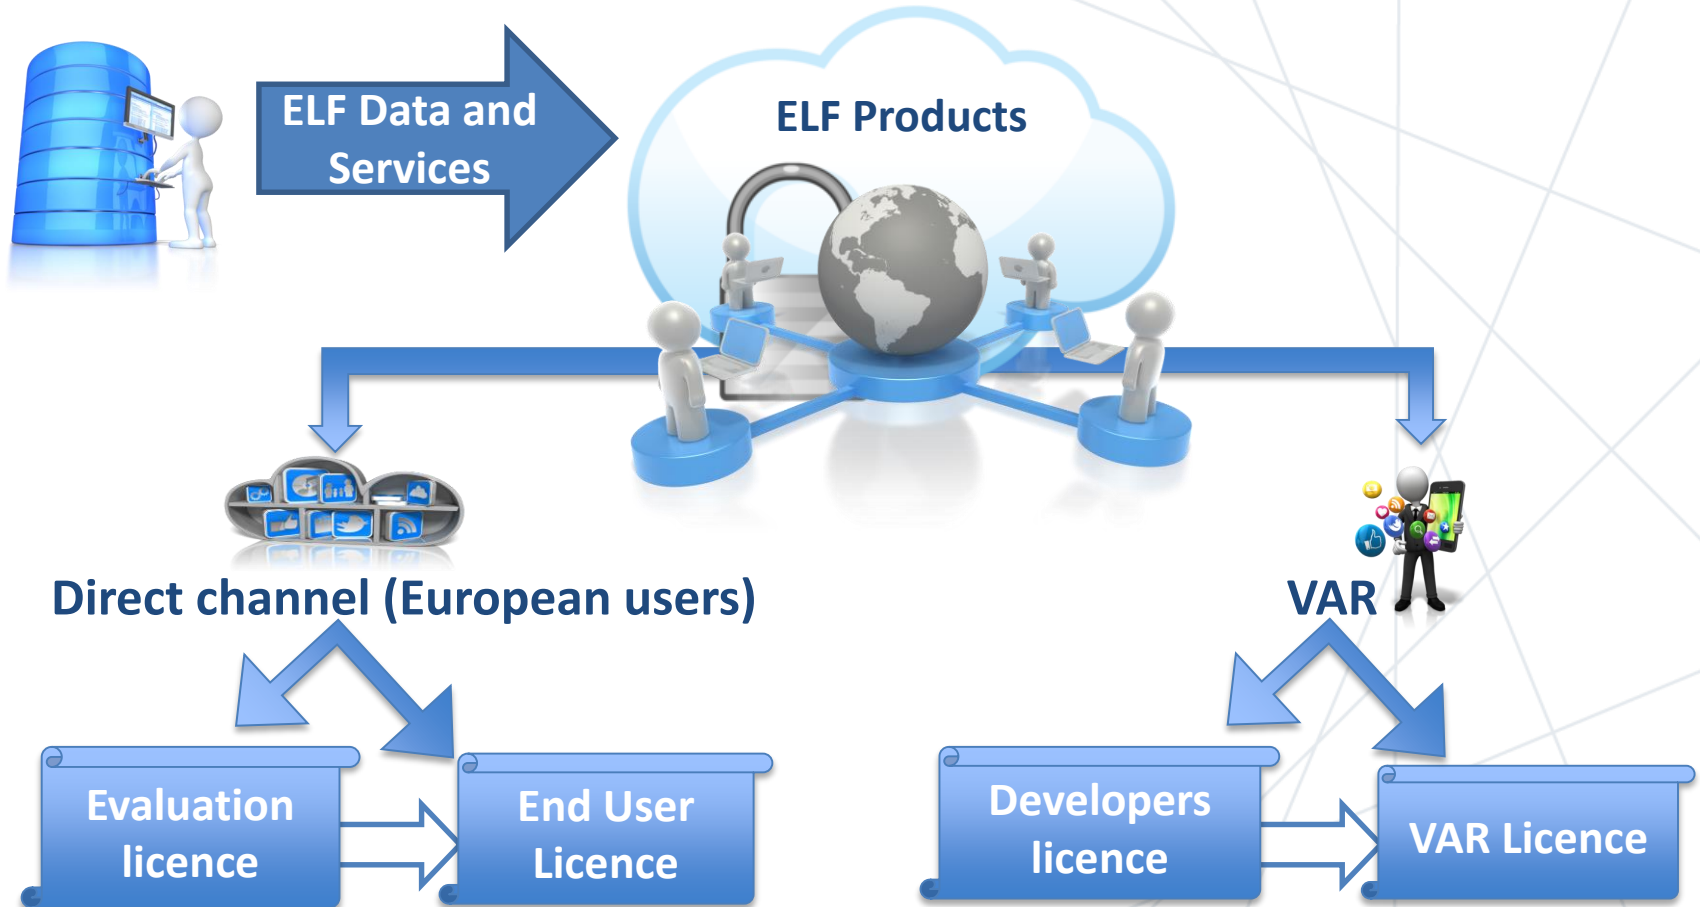 ELF Data and
Services
ELF Products
Direct channel (European users)
VAR
Evaluation
licence
End User
Licence
Developers
licence
VAR Licence